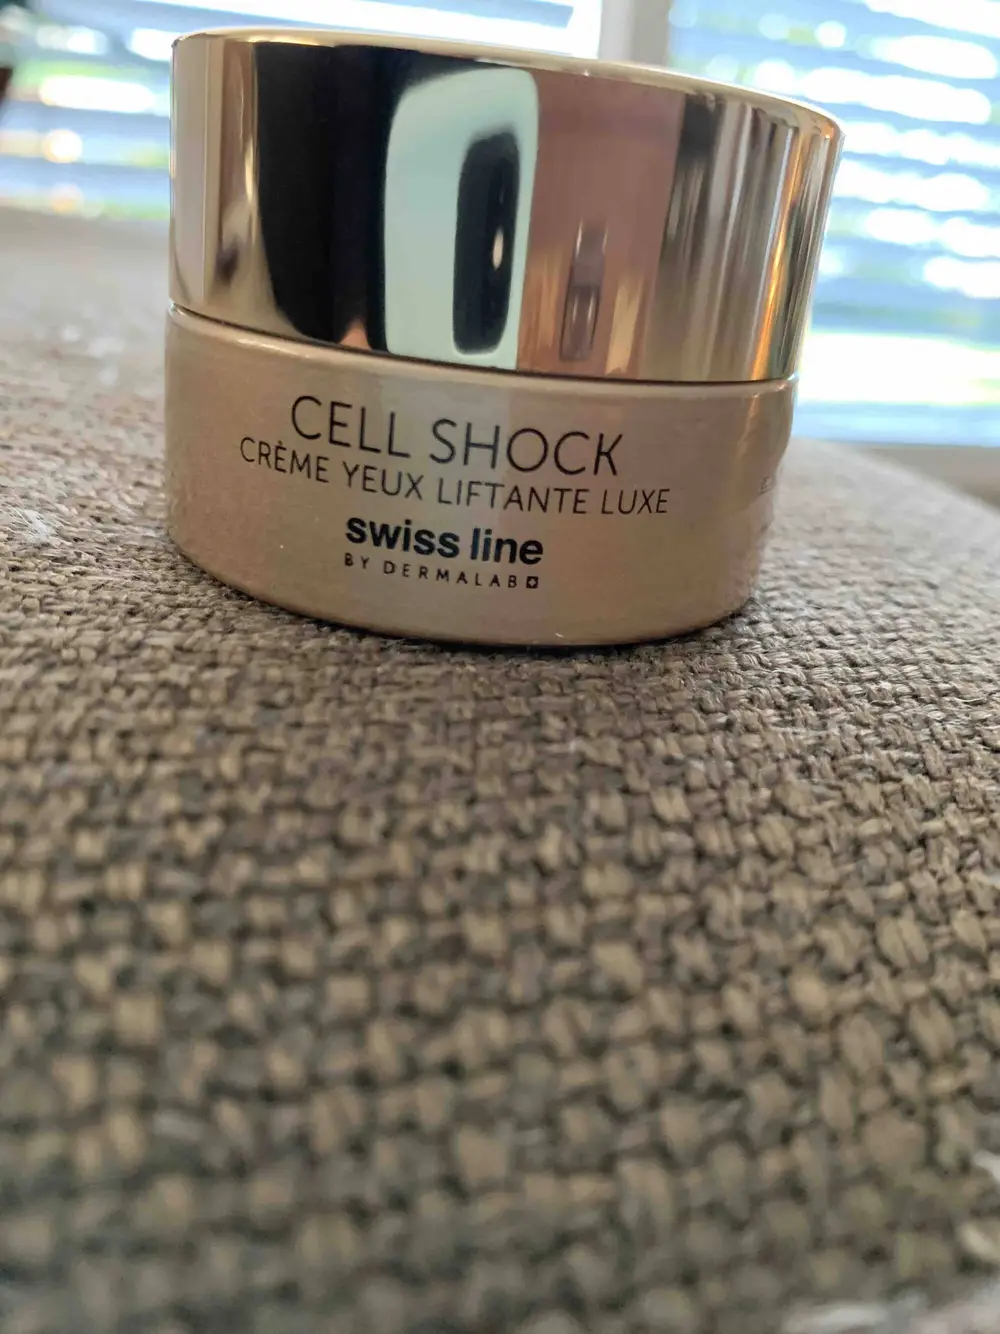 CELL SHOCK
CRÈME YEUX LIFTANTE LUXE
swiss line
BY DERMALAB